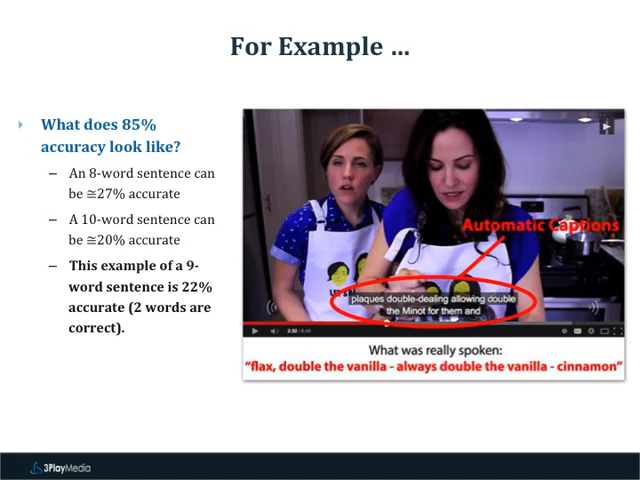 For Example ...
What does 85%
accuracy look like?
– An 8-word sentence can
be ≅27% accurate
– A 10-word sentence can
be ≅20% accurate
– This example of a 9-
word sentence is 22%
accurate (2 words are
correct).
Automatic Captions
plaques double-dealing allowing double
the Minot for them and
What was really spoken:
“flax, double the vanilla - always double the vanilla - cinnamon”
3PlayMedia